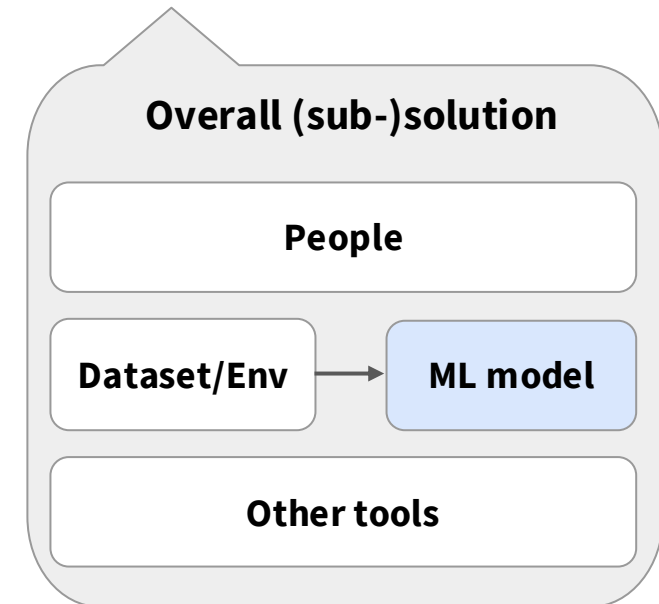 Overall (sub-)solution
People
Dataset/Env
ML model
Other tools